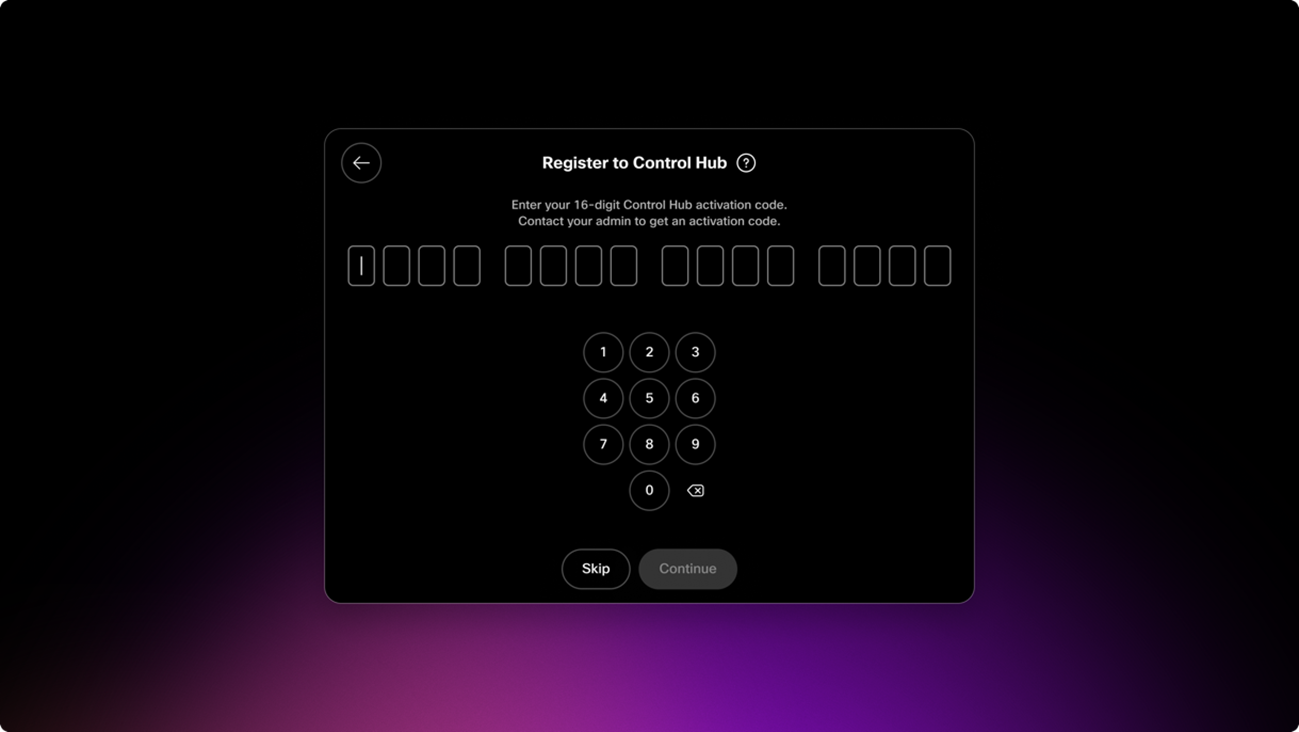 Register to Control Hub ?
Enter your 16-digit Control Hub activation code.
Contact your admin to get an activation code.
1 2 3
4 5 6
7 8 9
0
Skip Continue